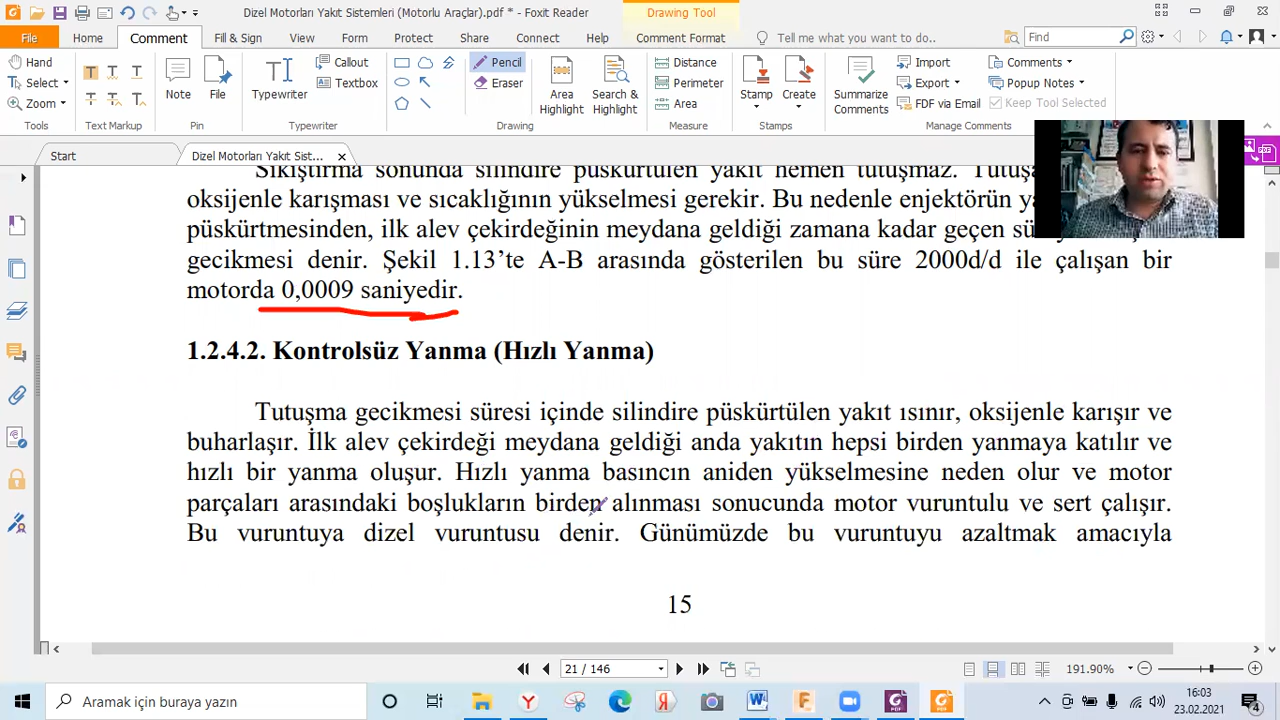 Dizel Motorları Yakıt Sistemleri (Motorlu Araçlar).pdf * - Foxit Reader
Drawing Tool
File Home Comment Fill & Sign View Form Protect Share Connect Help Comment Format Tell me what you want to do.. Find
Hand Select Zoom
Tools
Text Markup
Note File
Pin
Typewriter Callout Textbox
Typewriter
Pencil Eraser
Area Highlight Search & Highlight
Drawing
Distance Perimeter Area
Measure
Stamp Create
Stamps
Summarize Comments
Import Export FDF via Email
Comments Popup Notes Keep Tool Selected
Manage Comments
PDF
Start Dizel Motorları Yakıt Sist...
Sıkıştırma sonunda silindire püskürtülen yakıt hemen tutuşmaz.
oksijenle karışması ve sıcaklığının yükselmesi gerekir. Bu nedenle enjektörün
püskürtmesinden, ilk alev çekirdeğinin meydana geldiği zamana kadar geçen
gecikmesi denir. Şekil 1.13’te A-B arasında gösterilen bu süre 2000d/d ile çalışan bir
motorda 0,0009 saniyedir.
1.2.4.2. Kontrolsüz Yanma (Hızlı Yanma)
Tutuşma gecikmesi süresi içinde silindire püskürtülen yakıt ısınır, oksijenle karışır ve
buharlaşır. İlk alev çekirdeği meydana geldiği anda yakıtın hepsi birden yanmaya katılır ve
hızlı bir yanma oluşur. Hızlı yanma basıncın aniden yükselmesine neden olur ve motor
parçaları arasındaki boşlukların birden alınması sonucunda motor vuruntulu ve sert çalışır.
Bu vuruntuya dizel vuruntusu denir. Günümüzde bu vuruntuyu azaltmak amacıyla
15
21 / 146
191.90%
Aramak için buraya yazın
16:03
23.02.2021
4